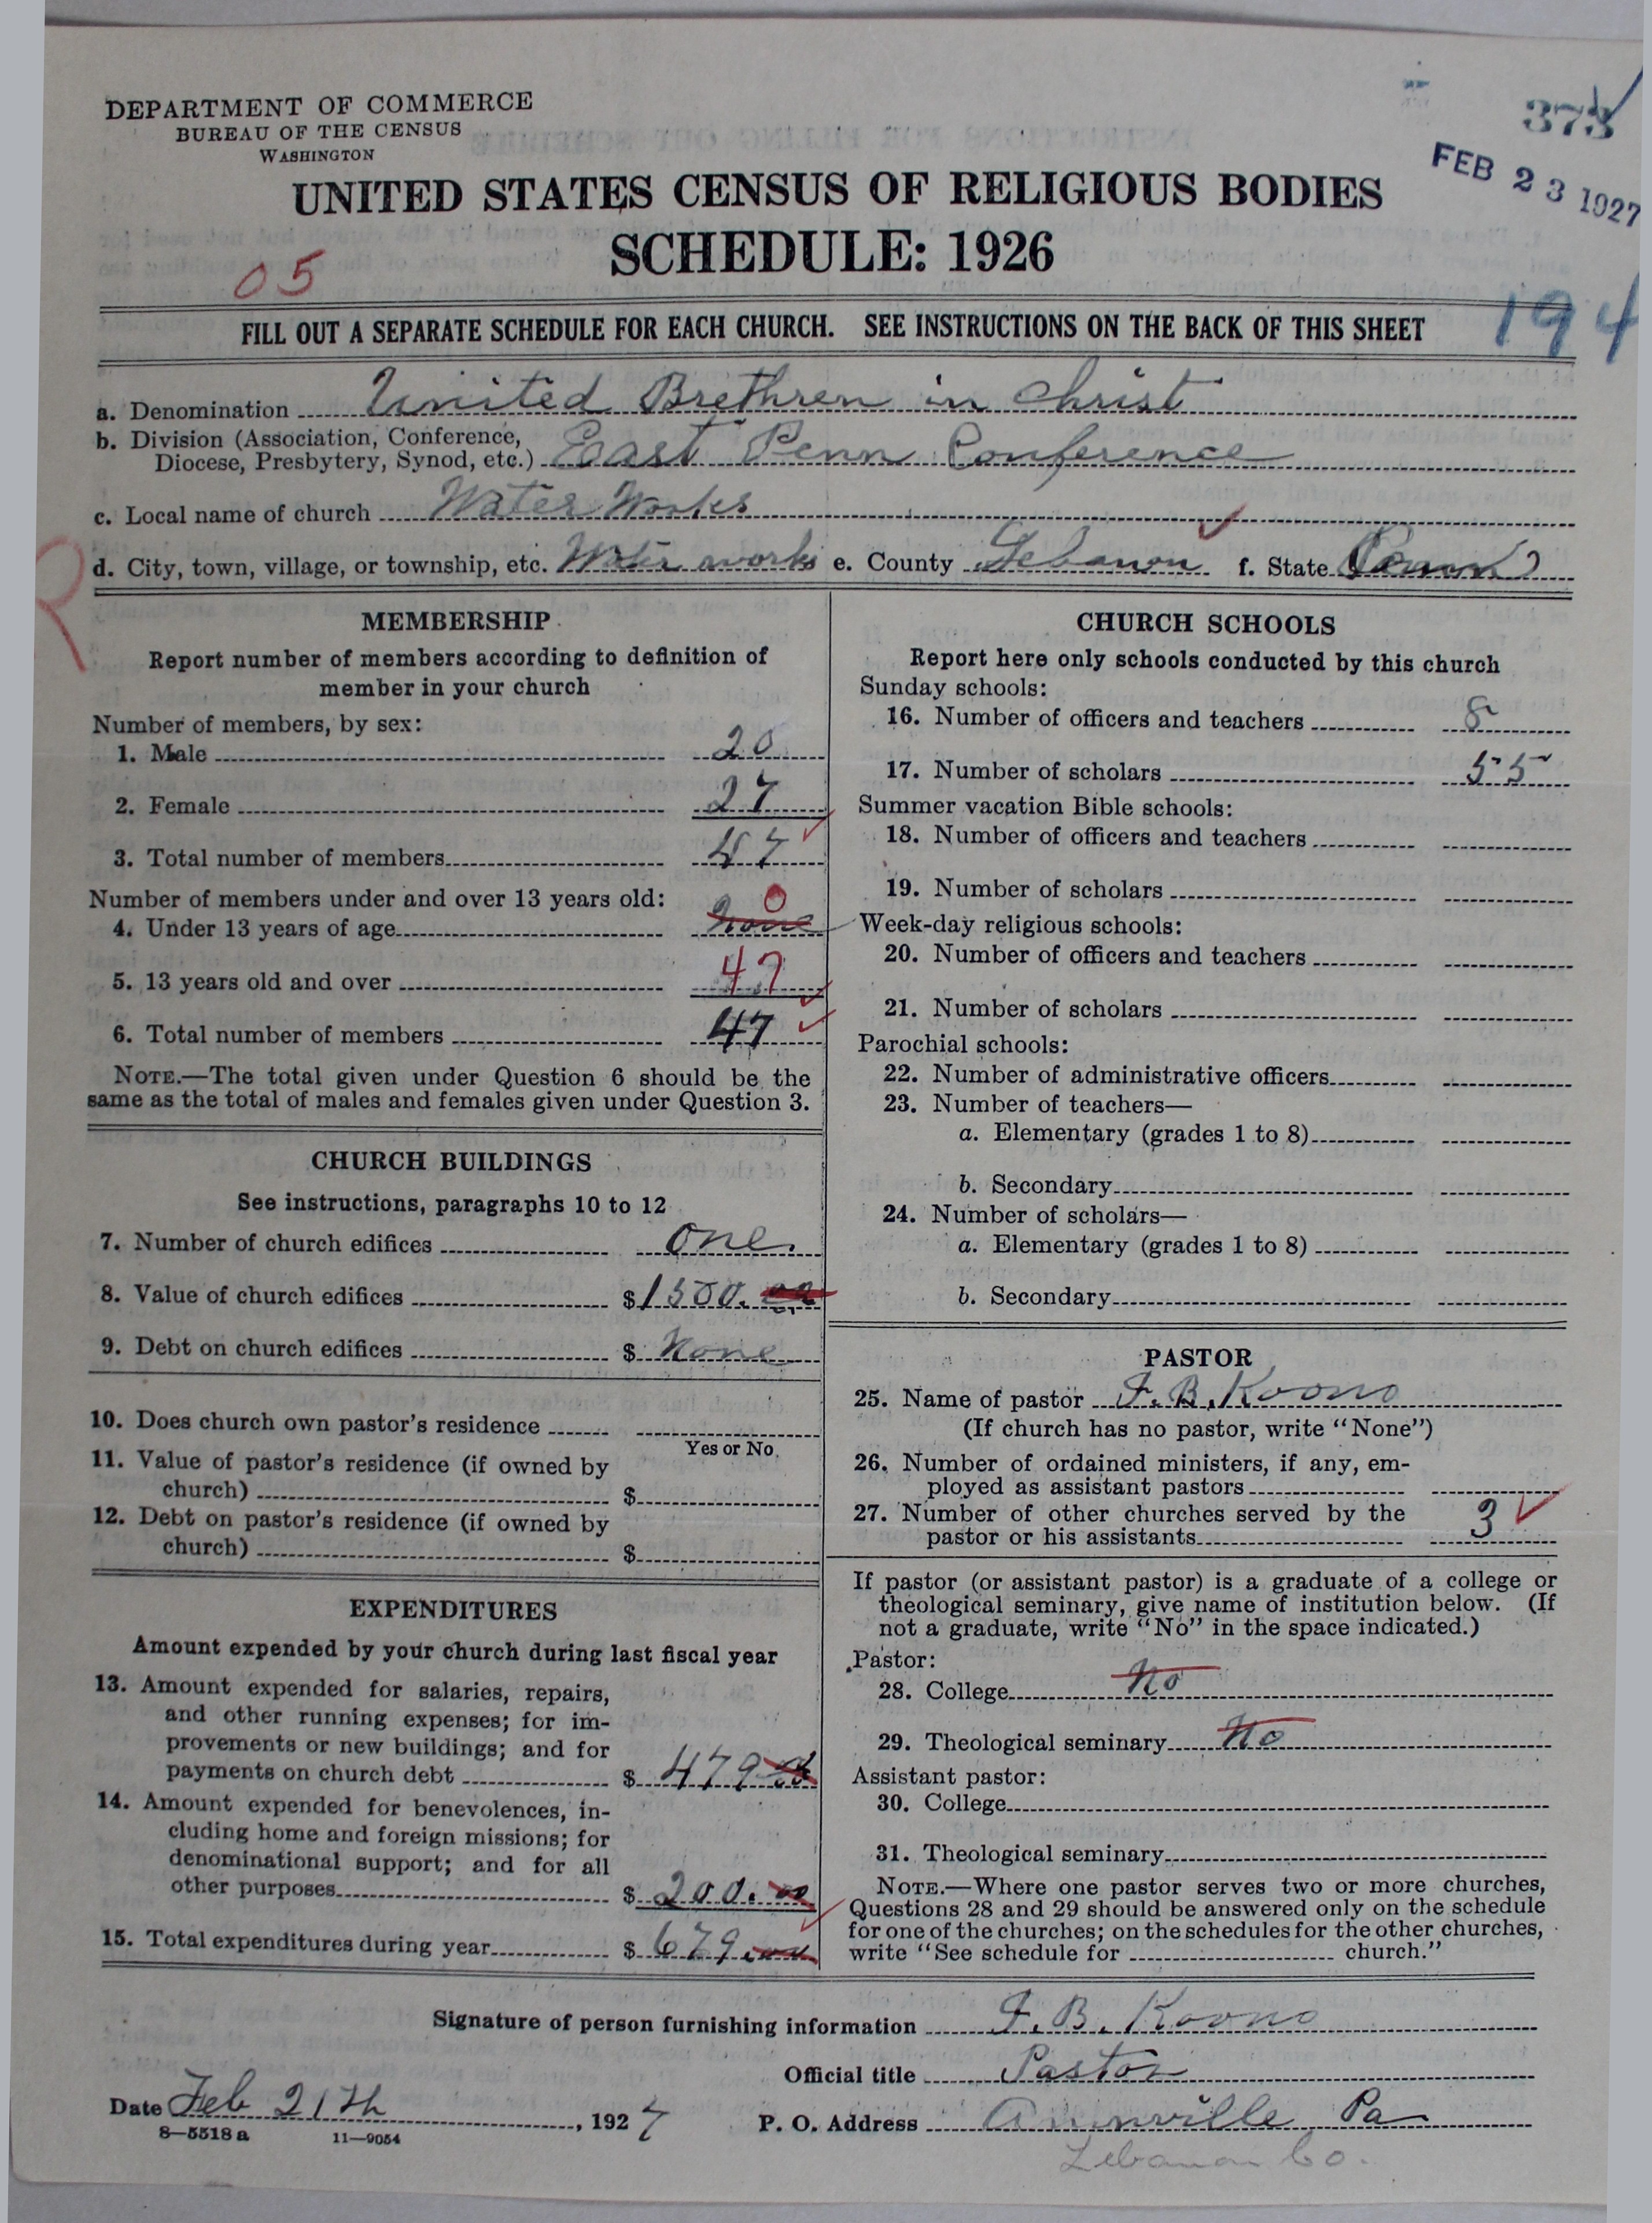 DEPARTMENT OF COMMERCE
BUREAU OF THE CENSUS
WASHINGTON
373
FEB 23 1927
UNITED STATES CENSUS OF RELIGIOUS BODIES
SCHEDULE: 1926
05
194
FILL OUT A SEPARATE SCHEDULE FOR EACH CHURCH. SEE INSTRUCTIONS ON THE BACK OF THIS SHEET
a. Denomination United Brethren in Christ
b. Division (Association, Conference,
Diocese, Presbytery, Synod, etc.) East Penn Conference
c. Local name of church Water Works
d. City, town, village, or township, etc. Water works e. County Lebanon f. State Penn
R
MEMBERSHIP
Report number of members according to definition of
member in your church
Number of members, by sex:
1. Male 20
2. Female 27
3. Total number of members 47
Number of members under and over 13 years old: 0
4. Under 13 years of age none
5. 13 years old and over 47
6. Total number of members 47
NOTE.—The total given under Question 6 should be the
same as the total of males and females given under Question 3.
CHURCH BUILDINGS
See instructions, paragraphs 10 to 12
7. Number of church edifices one
8. Value of church edifices $1500.00
9. Debt on church edifices $ None
10. Does church own pastor's residence
Yes or No.
11. Value of pastor's residence (if owned by
church) $
12. Debt on pastor's residence (if owned by
church) $
EXPENDITURES
Amount expended by your church during last fiscal year
13. Amount expended for salaries, repairs,
and other running expenses; for im-
provements or new buildings; and for
payments on church debt $ 479
14. Amount expended for benevolences, in-
cluding home and foreign missions; for
denominational support; and for all
other purposes $ 200.00
15. Total expenditures during year $ 679.00
CHURCH SCHOOLS
Report here only schools conducted by this church
Sunday schools:
16. Number of officers and teachers 8
17. Number of scholars 55
Summer vacation Bible schools:
18. Number of officers and teachers
19. Number of scholars
Week-day religious schools:
20. Number of officers and teachers
21. Number of scholars
Parochial schools:
22. Number of administrative officers
23. Number of teachers—
a. Elementary (grades 1 to 8)
b. Secondary
24. Number of scholars—
a. Elementary (grades 1 to 8)
b. Secondary
PASTOR
25. Name of pastor F. B. Koons
(If church has no pastor, write "None")
26. Number of ordained ministers, if any, em-
ployed as assistant pastors
27. Number of other churches served by the
pastor or his assistants 3
If pastor (or assistant pastor) is a graduate of a college or
theological seminary, give name of institution below. (If
not a graduate, write "No" in the space indicated.)
Pastor:
28. College No
29. Theological seminary No
Assistant pastor:
30. College
31. Theological seminary
NOTE.—Where one pastor serves two or more churches,
Questions 28 and 29 should be answered only on the schedule
for one of the churches; on the schedules for the other churches,
write "See schedule for church."
Signature of person furnishing information F. B. Koons
Official title Pastor
Date Feb 21th, 1927 P. O. Address Annville Pa
8—5518a 11—9054
Lebanon Co.